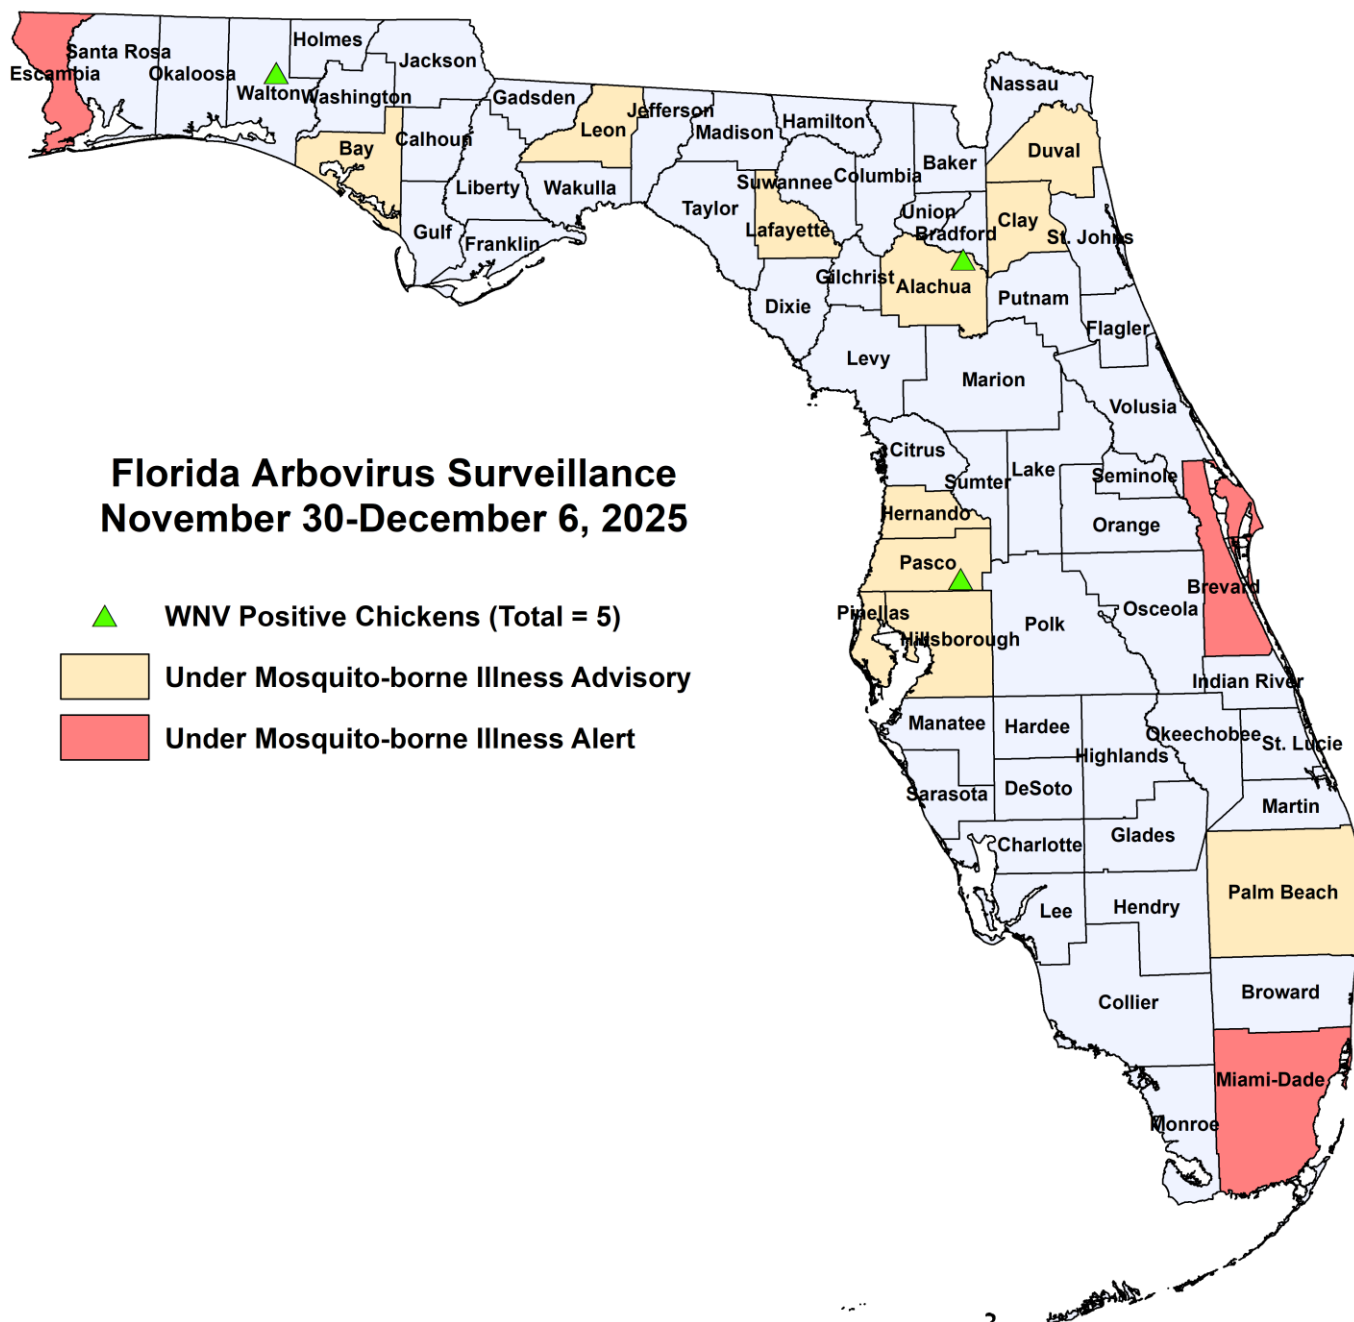 Holmes
Jackson
Santa Rosa
Escambia
Okaloosa
Walton
Washington
Gadsden
Jefferson
Nassau
Leon
Madison
Hamilton
Bay
Calhoun
Duval
Baker
Suwannee
Columbia
Liberty
Wakulla
Taylor
Union
Clay
Lafayette
Bradford
St. Johns
Gulf
Franklin
Gilchrist
Alachua
Dixie
Putnam
Flagler
Levy
Marion
Volusia
Citrus
Lake
Seminole
Sumter
Florida Arbovirus Surveillance
November 30-December 6, 2025
Hernando
Orange
Pasco
Brevard
WNV Positive Chickens (Total = 5)
Pinellas
Osceola
Polk
Hillsborough
Under Mosquito-borne Illness Advisory
Indian River
Manatee
Hardee
Okeechobee
St. Lucie
Under Mosquito-borne Illness Alert
Highlands
Sarasota
DeSoto
Martin
Charlotte
Glades
Palm Beach
Lee
Hendry
Broward
Collier
Miami-Dade
Monroe